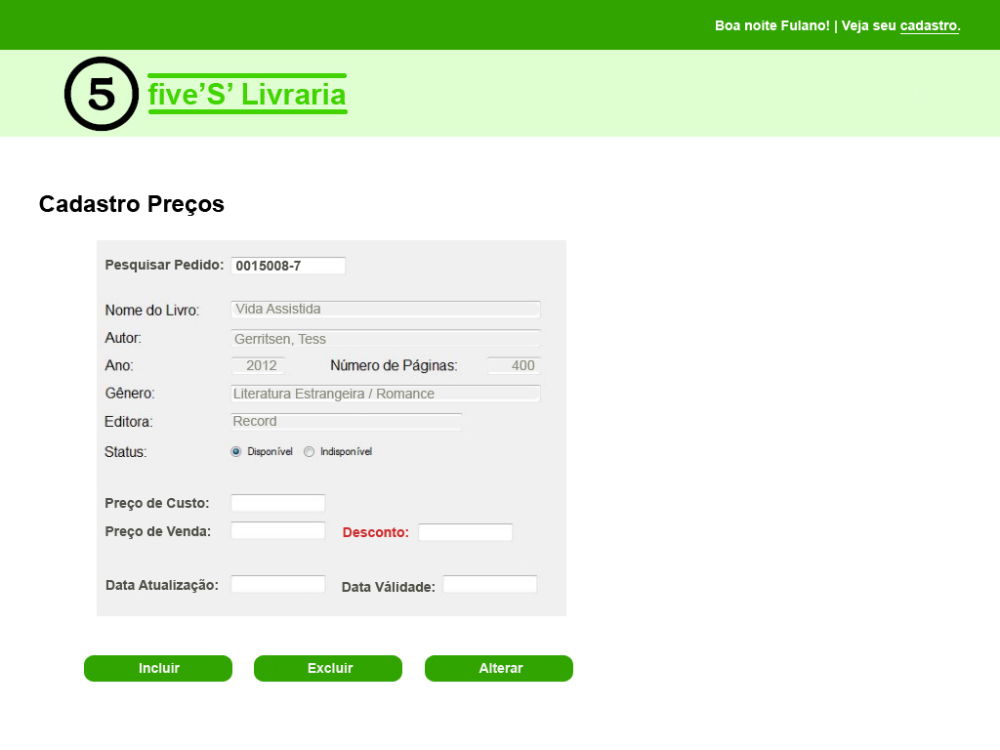 Boa noite Fulano! | Veja seu cadastro.
5 five’S’ Livraria
Cadastro Preços
Pesquisar Pedido: 0015008-7
Nome do Livro: Vida Assistida
Autor: Gerritsen, Tess
Ano: 2012 Número de Páginas: 400
Gênero: Literatura Estrangeira / Romance
Editora: Record
Status: Disponível Indisponível
Preço de Custo:
Preço de Venda: Desconto:
Data Atualização: Data Válidade:
Incluir Excluir Alterar